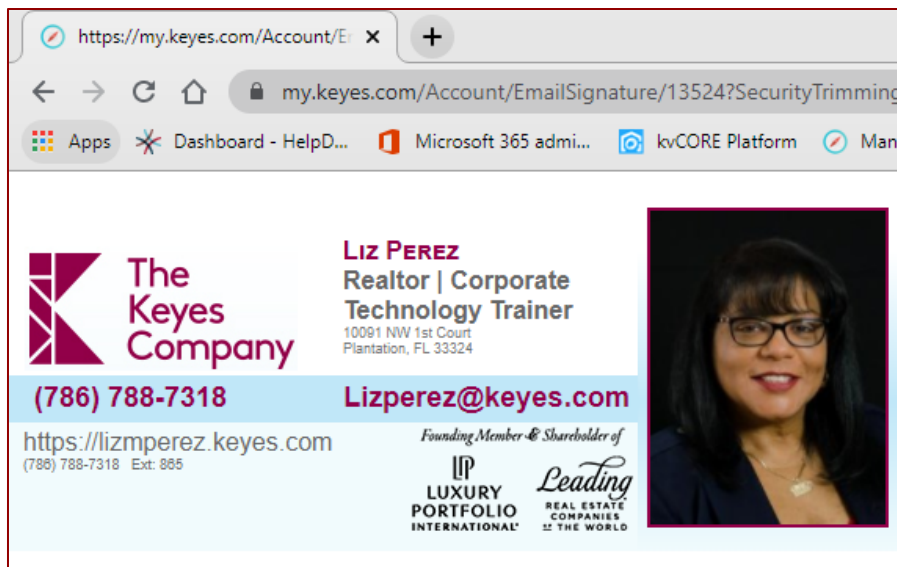 https://my.keyes.com/Account/E
my.keyes.com/Account/EmailSignature/13524?SecurityTrimming
Apps Dashboard - HelpD... Microsoft 365 admi... kvCORE Platform Man
The
Keyes
Company
LIZ PEREZ
Realtor | Corporate
Technology Trainer
10091 NW 1st Court
Plantation, FL 33324
(786) 788-7318 Lizperez@keyes.com
https://lizmperez.keyes.com
(786) 788-7318 Ext: 865
Founding Member & Shareholder of
LUXURY
PORTFOLIO
INTERNATIONAL
Leading
REAL ESTATE
COMPANIES
OF THE WORLD